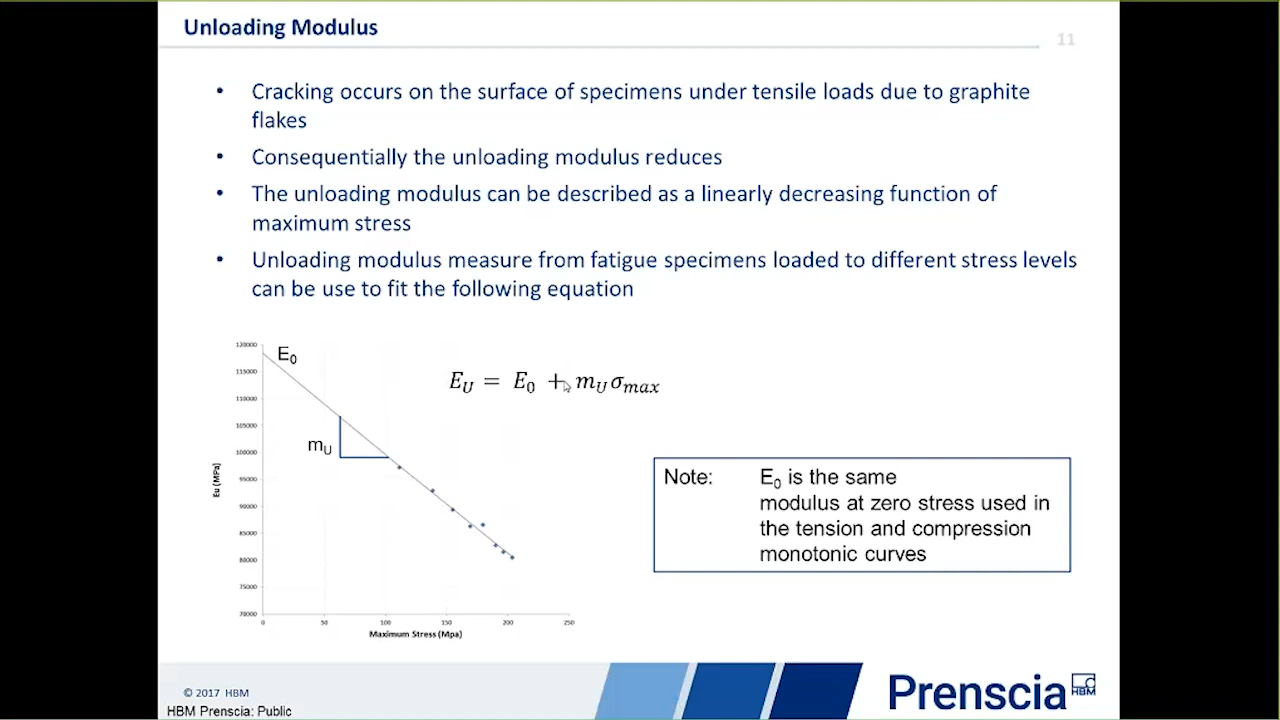 Unloading Modulus
11
• Cracking occurs on the surface of specimens under tensile loads due to graphite
flakes
• Consequentially the unloading modulus reduces
• The unloading modulus can be described as a linearly decreasing function of
maximum stress
• Unloading modulus measure from fatigue specimens loaded to different stress levels
can be use to fit the following equation
120000
115000
110000
105000
100000
95000
90000
85000
80000
75000
70000
Eu (MPa)
E₀
mU
0 50 100 150 200 250
Maximum Stress (Mpa)
E_U = E₀ + m_U σ_max
Note: E₀ is the same
modulus at zero stress used in
the tension and compression
monotonic curves
© 2017 HBM
HBM Prenscia: Public
Prenscia
HBM